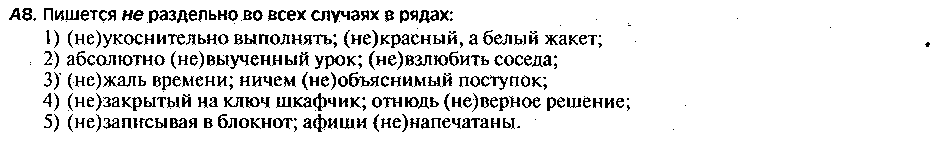 А8. Пишется не раздельно во всех случаях в рядах:
1) (не)укоснительно выполнять; (не)красный, а белый жакет;
2) абсолютно (не)выученный урок; (не)взлюбить соседа;
3) (не)жаль времени; ничем (не)объяснимый поступок;
4) (не)закрытый на ключ шкафчик; отнюдь (не)верное решение;
5) (не)записывая в блокнот; афиши (не)напечатаны.